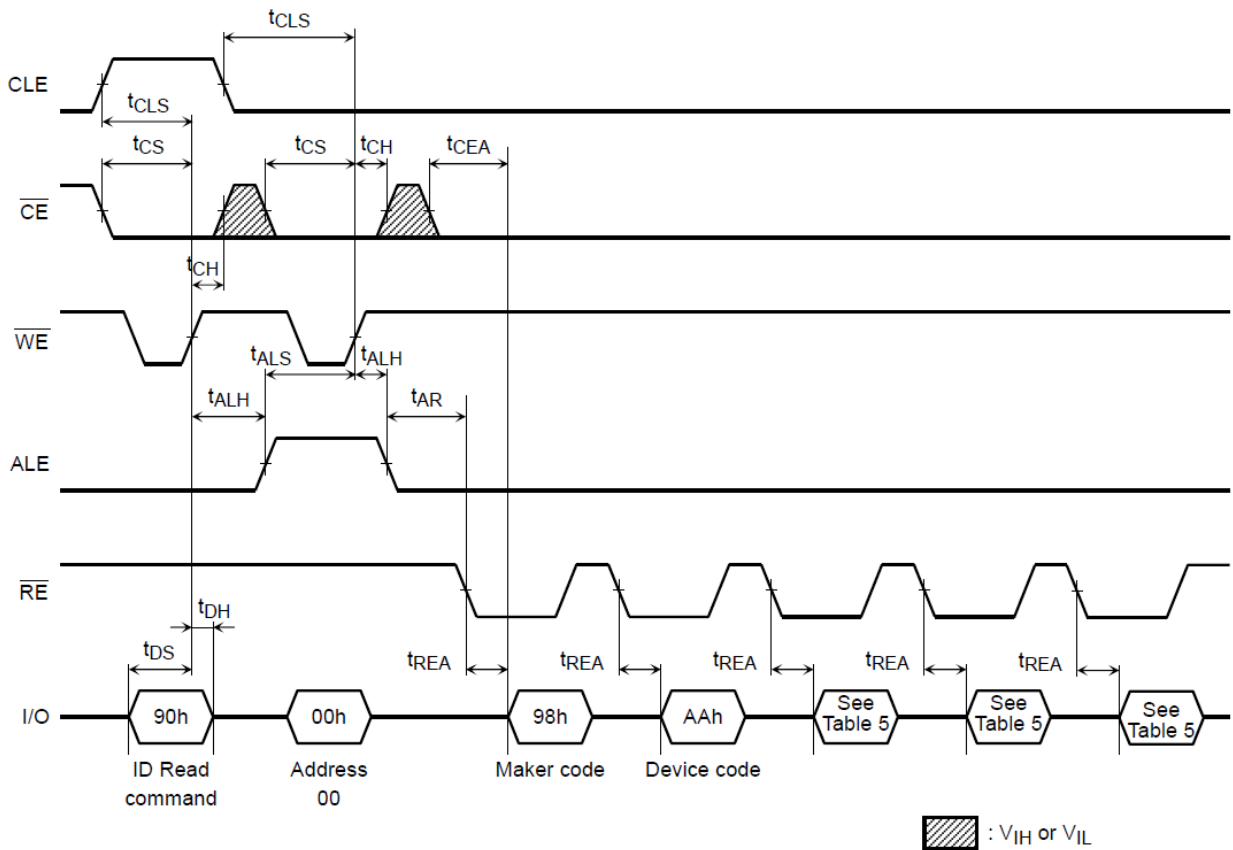 tCLS
CLE
tCLS
tCS
tCS
tCH
tCEA
CE
tCH
WE
tALS
tALH
tALH
tAR
ALE
RE
tDH
tDS
tREA
tREA
tREA
tREA
tREA
I/O
90h
00h
98h
AAh
See Table 5
See Table 5
See Table 5
ID Read command
Address 00
Maker code
Device code
: VIH or VIL